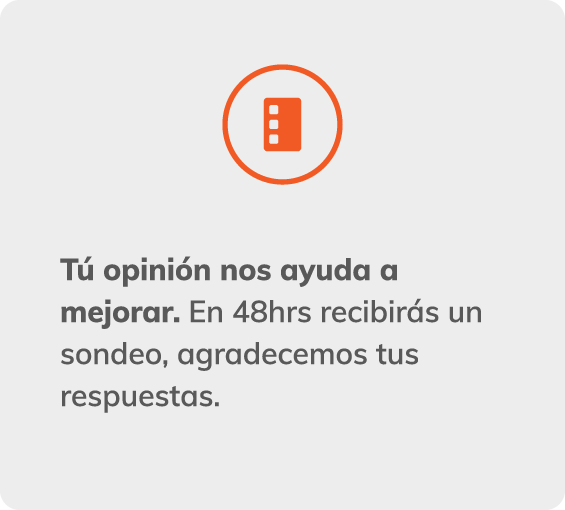 Tú opinión nos ayuda a
mejorar. En 48hrs recibirás un
sondeo, agradecemos tus
respuestas.